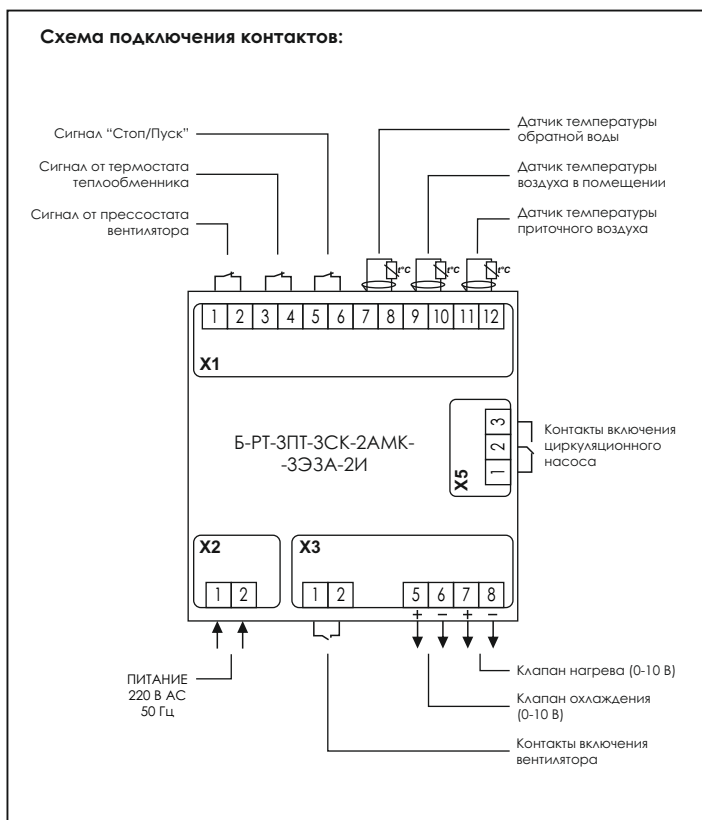 Схема подключения контактов:
Сигнал “Стоп/Пуск”
Сигнал от термостата
теплообменника
Сигнал от прессостата
вентилятора
Датчик температуры
обратной воды
Датчик температуры
воздуха в помещении
Датчик температуры
приточного воздуха
t°C t°C t°C
1 2 3 4 5 6 7 8 9 10 11 12
X1
Б-РТ-3ПТ-3СК-2АМК-
-3ЭЗА-2И
3
2
1
X5
Контакты включения
циркуляционного
насоса
X2
1 2
X3
1 2 5 6 7 8
+ − + −
ПИТАНИЕ
220 В АС
50 Гц
Клапан нагрева (0-10 В)
Клапан охлаждения
(0-10 В)
Контакты включения
вентилятора